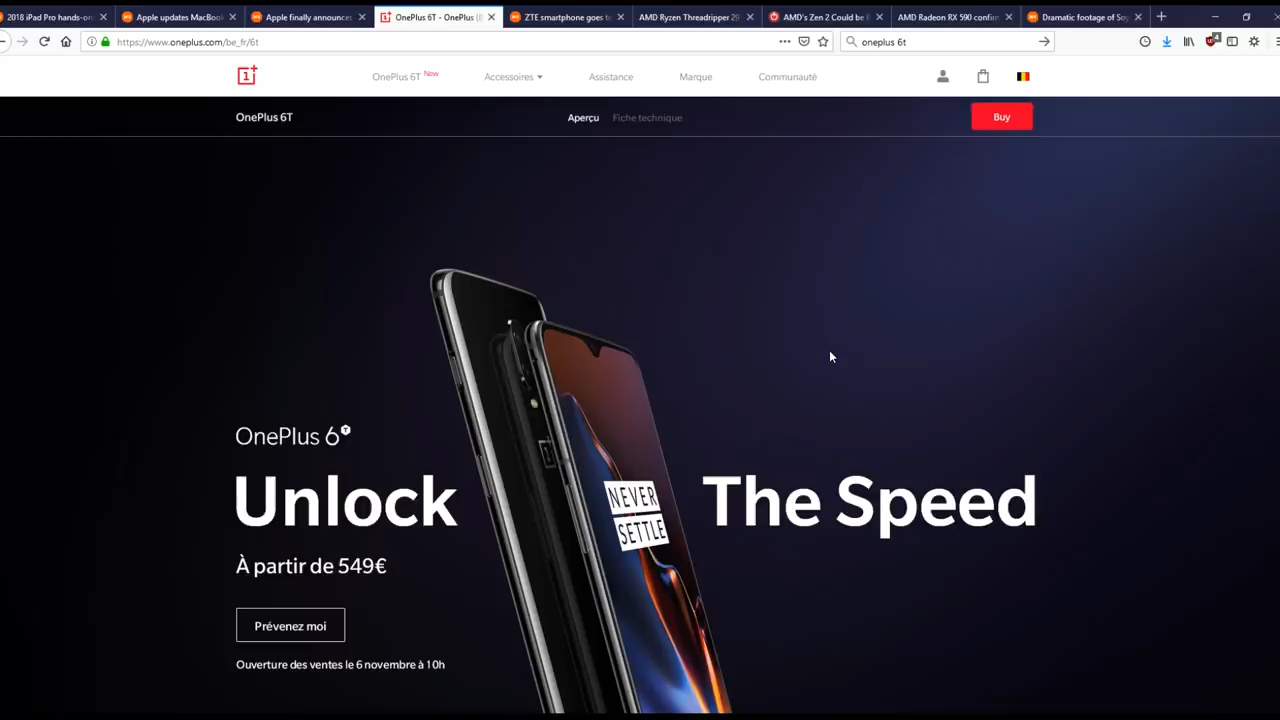 2018 iPad Pro hands-on
Apple updates MacBook
Apple finally announces
OnePlus 6T - OnePlus (B
ZTE smartphone goes to
AMD Ryzen Threadripper 29
AMD's Zen 2 Could be
AMD Radeon RX 590 confirm
Dramatic footage of Soy
https://www.oneplus.com/be_fr/6t
oneplus 6t
4
OnePlus 6T New
Accessoires
Assistance
Marque
Communauté
OnePlus 6T
Aperçu
Fiche technique
Buy
OnePlus 6T
Unlock The Speed
NEVER
SETTLE
À partir de 549€
Prévenez moi
Ouverture des ventes le 6 novembre à 10h